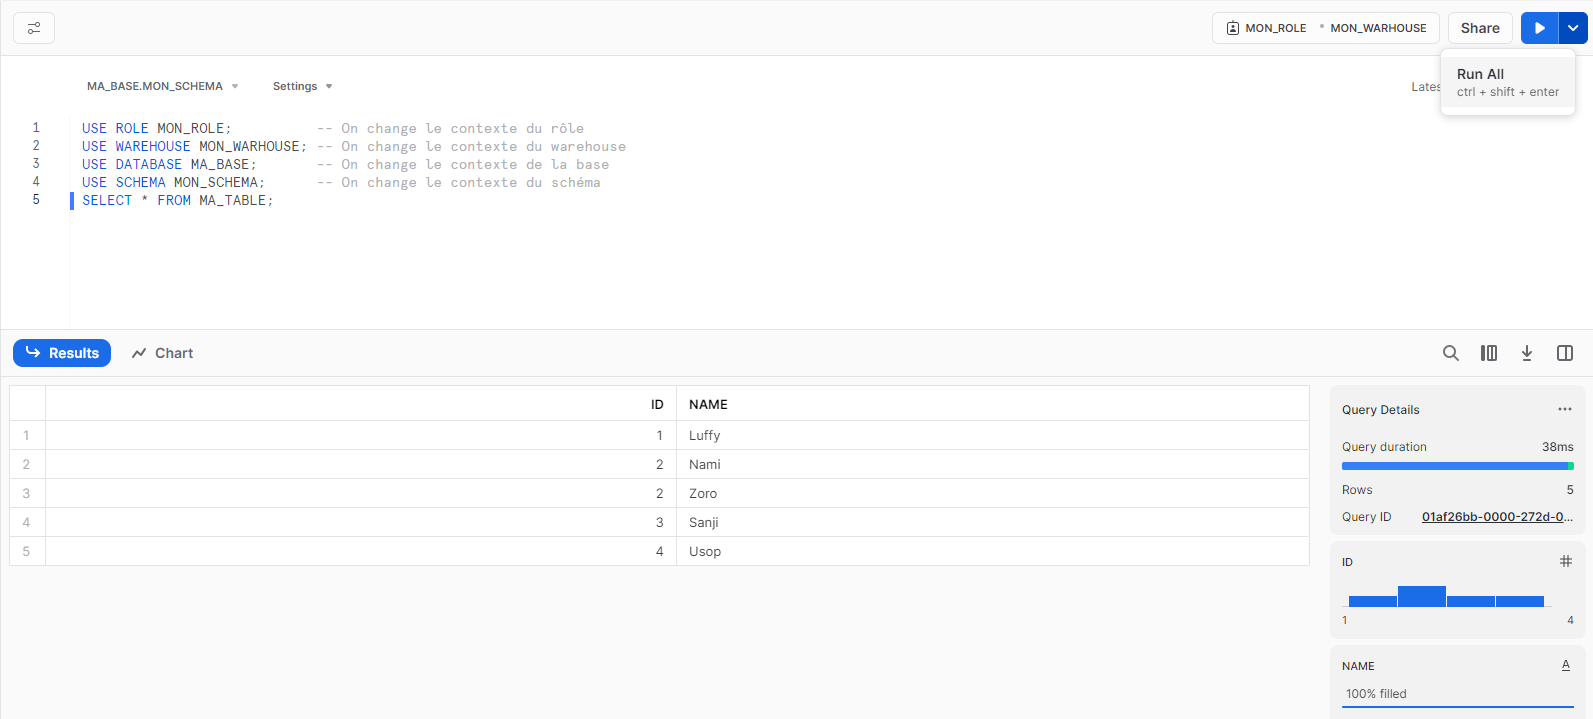 MON_ROLE • MON_WARHOUSE Share
Run All
ctrl + shift + enter
MA_BASE.MON_SCHEMA Settings
1 USE ROLE MON_ROLE; -- On change le contexte du rôle
2 USE WAREHOUSE MON_WARHOUSE; -- On change le contexte du warehouse
3 USE DATABASE MA_BASE; -- On change le contexte de la base
4 USE SCHEMA MON_SCHEMA; -- On change le contexte du schéma
5 SELECT * FROM MA_TABLE;
Results Chart
ID NAME
1 1 Luffy
2 2 Nami
3 2 Zoro
4 3 Sanji
5 4 Usop
Query Details ...
Query duration 38ms
Rows 5
Query ID 01af26bb-0000-272d-0...
ID #
1 4
NAME A
100% filled